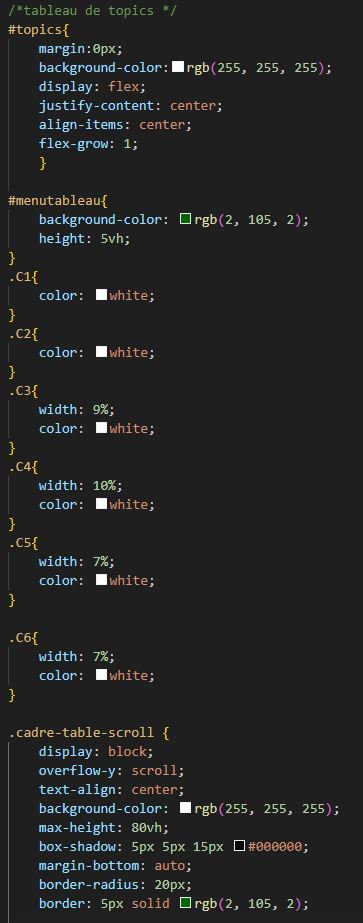 /*tableau de topics */
#topics{
margin:0px;
background-color:rgb(255, 255, 255);
display: flex;
justify-content: center;
align-items: center;
flex-grow: 1;
}
#menutableau{
background-color: rgb(2, 105, 2);
height: 5vh;
}
.C1{
color: white;
}
.C2{
color: white;
}
.C3{
width: 9%;
color: white;
}
.C4{
width: 10%;
color: white;
}
.C5{
width: 7%;
color: white;
}
.C6{
width: 7%;
color: white;
}
.cadre-table-scroll {
display: block;
overflow-y: scroll;
text-align: center;
background-color: rgb(255, 255, 255);
max-height: 80vh;
box-shadow: 5px 5px 15px #000000;
margin-bottom: auto;
border-radius: 20px;
border: 5px solid rgb(2, 105, 2);